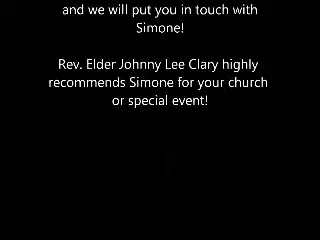 and we will put you in touch with
Simone!
Rev. Elder Johnny Lee Clary highly
recommends Simone for your church
or special event!